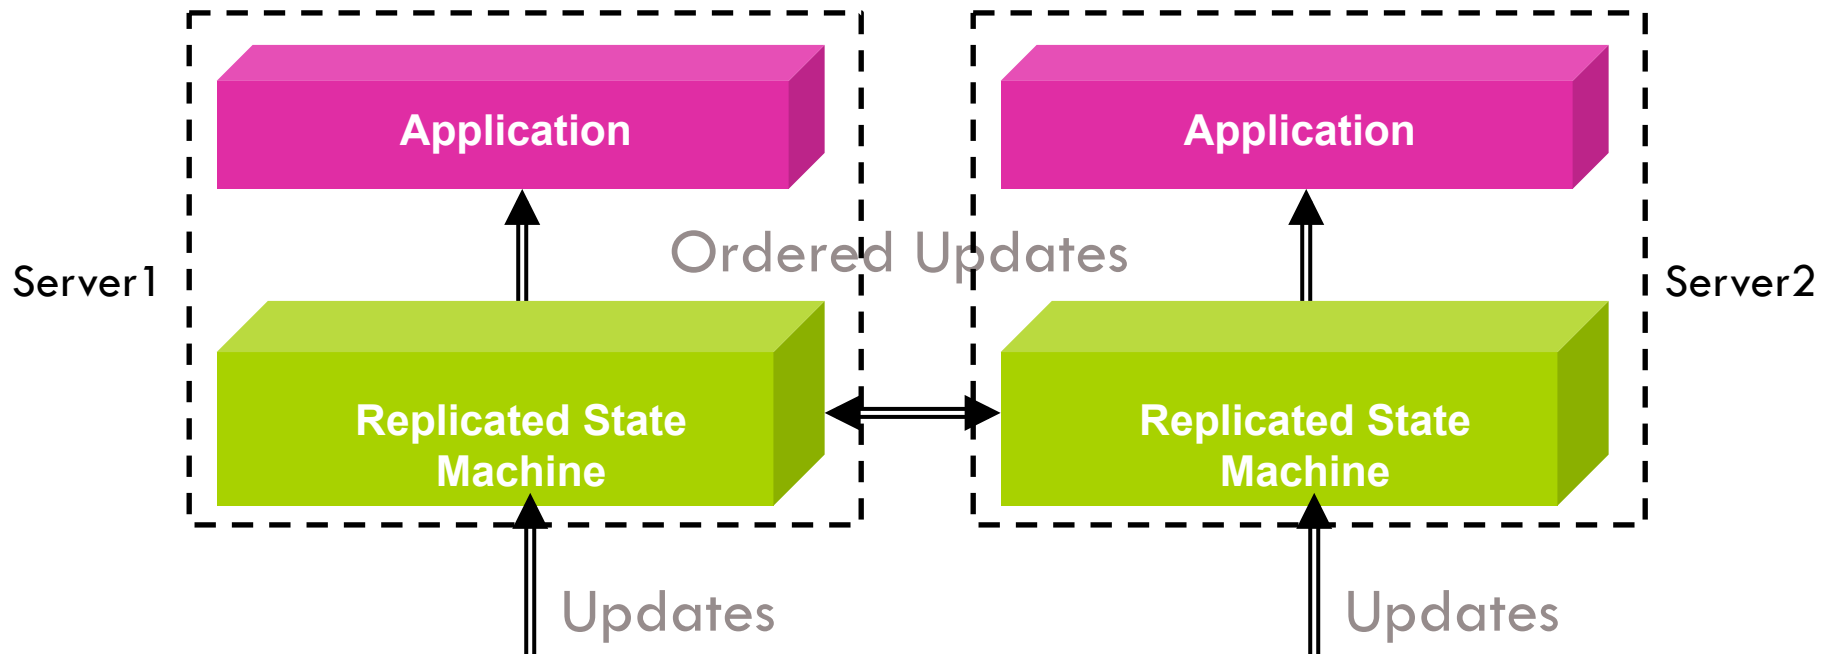 Application
Application
Ordered Updates
Server1
Server2
Replicated State
Machine
Replicated State
Machine
Updates
Updates